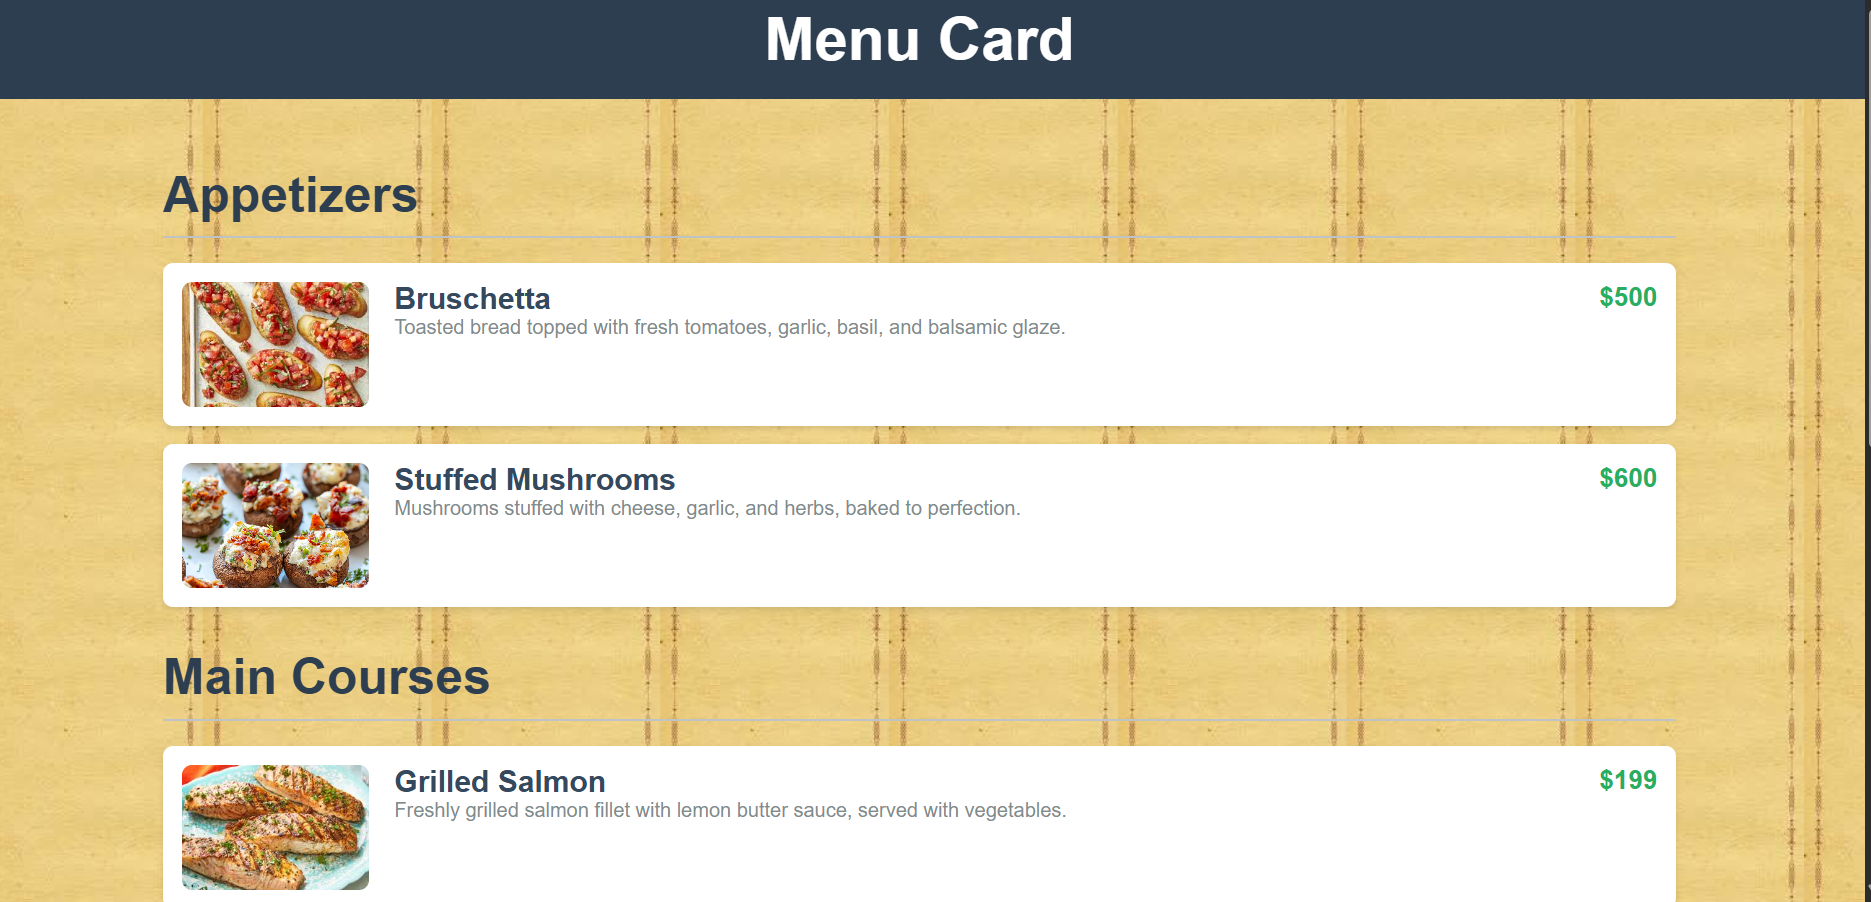 Menu Card
Appetizers
Bruschetta
$500
Toasted bread topped with fresh tomatoes, garlic, basil, and balsamic glaze.
Stuffed Mushrooms
$600
Mushrooms stuffed with cheese, garlic, and herbs, baked to perfection.
Main Courses
Grilled Salmon
$199
Freshly grilled salmon fillet with lemon butter sauce, served with vegetables.